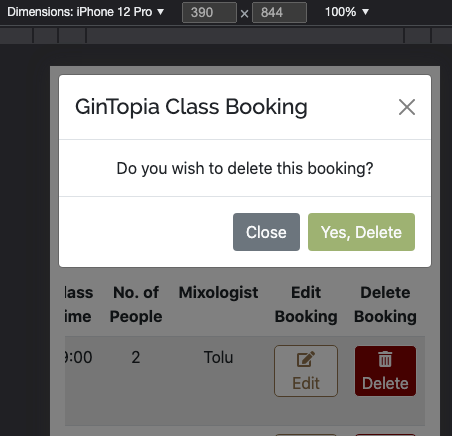 Dimensions: iPhone 12 Pro ▼ 390 × 844 100% ▼
GinTopia Class Booking
Do you wish to delete this booking?
Close Yes, Delete
lass No. of Mixologist Edit Delete
ime People Booking Booking
9:00 2 Tolu
Edit Delete